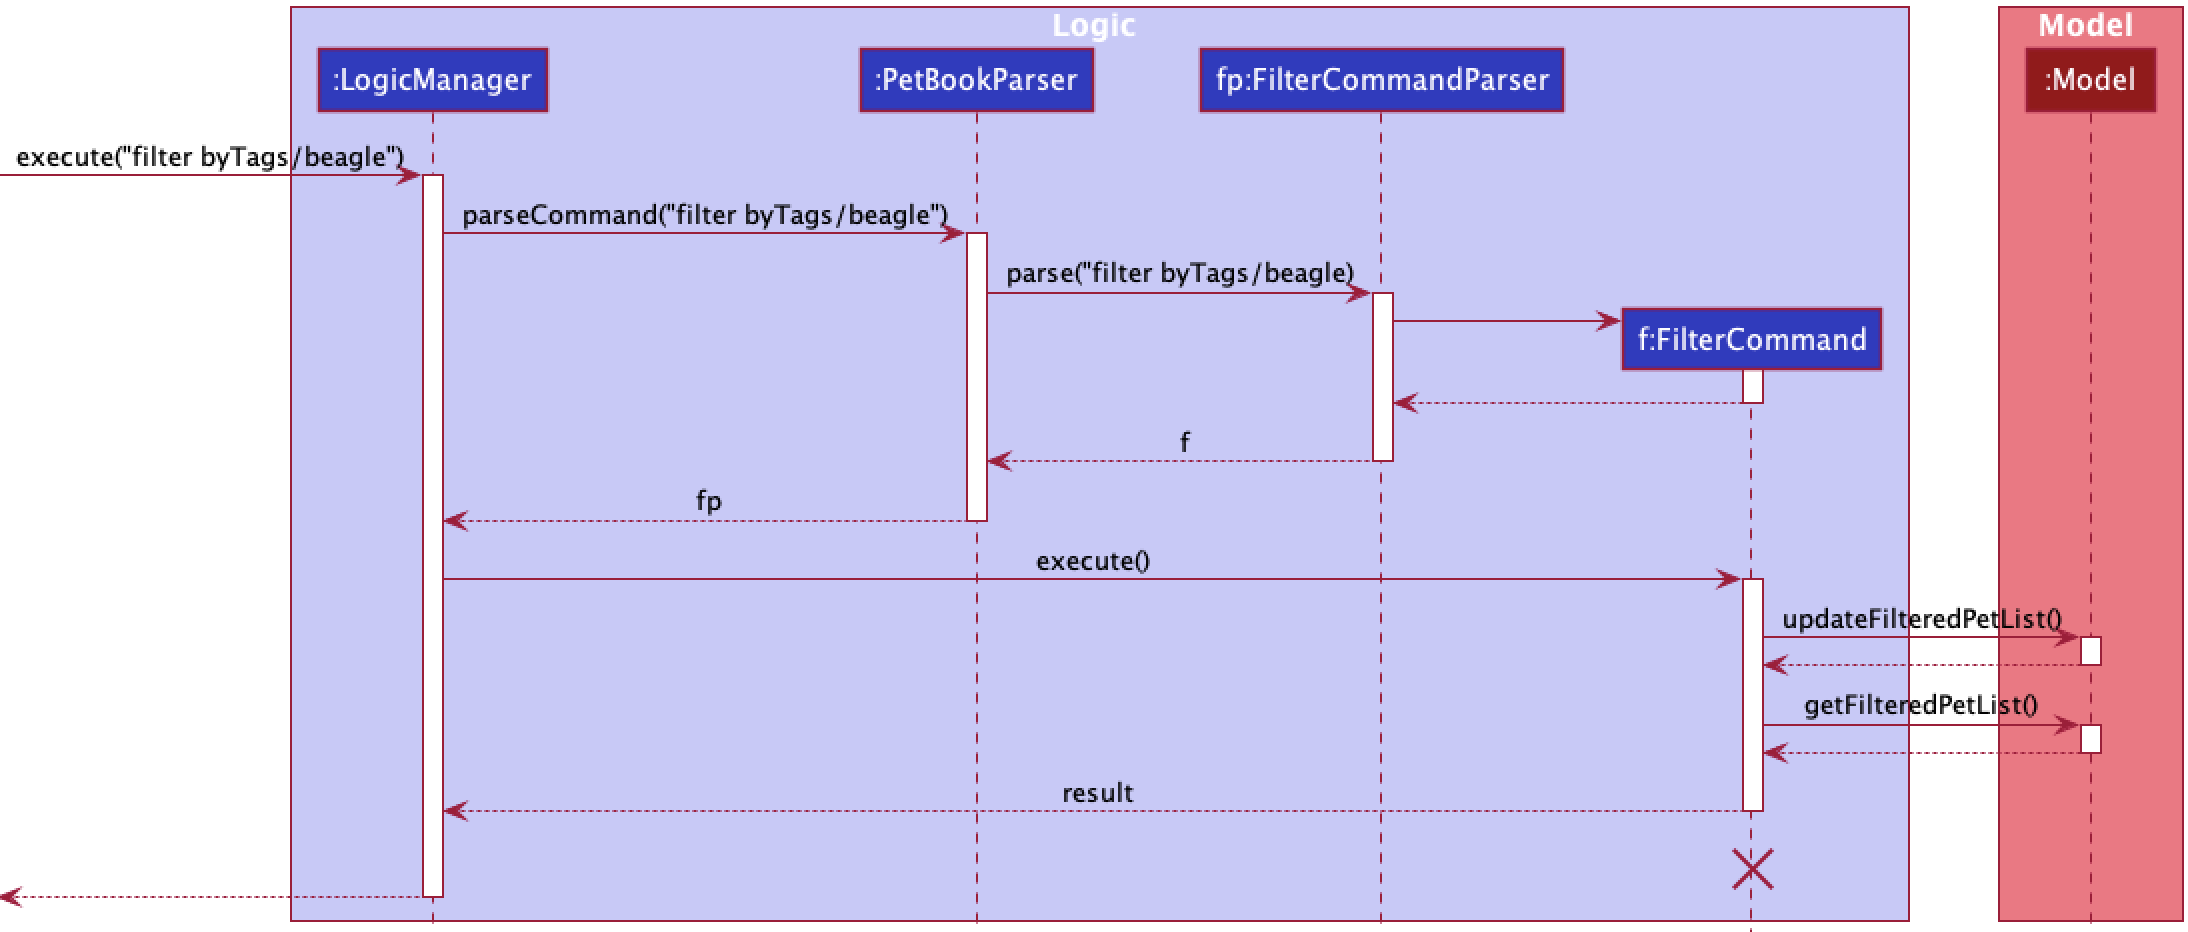 Logic
Model
:LogicManager
:PetBookParser
fp:FilterCommandParser
:Model
execute("filter byTags/beagle")
parseCommand("filter byTags/beagle")
parse("filter byTags/beagle)
f:FilterCommand
f
fp
execute()
updateFilteredPetList()
getFilteredPetList()
result